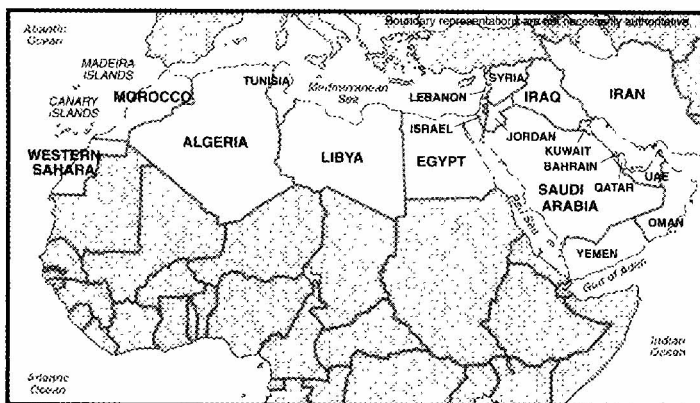 Boundary representations are not necessarily authoritative
Atlantic
Ocean
MADEIRA
ISLANDS
CANARY
ISLANDS
MOROCCO
TUNISIA
Mediterranean
Sea
LEBANON
SYRIA
IRAQ
IRAN
WESTERN
SAHARA
ALGERIA
LIBYA
ISRAEL
EGYPT
JORDAN
KUWAIT
BAHRAIN
QATAR
UAE
SAUDI
ARABIA
Red Sea
OMAN
YEMEN
Gulf of Aden
Indian
Ocean
Atlantic
Ocean